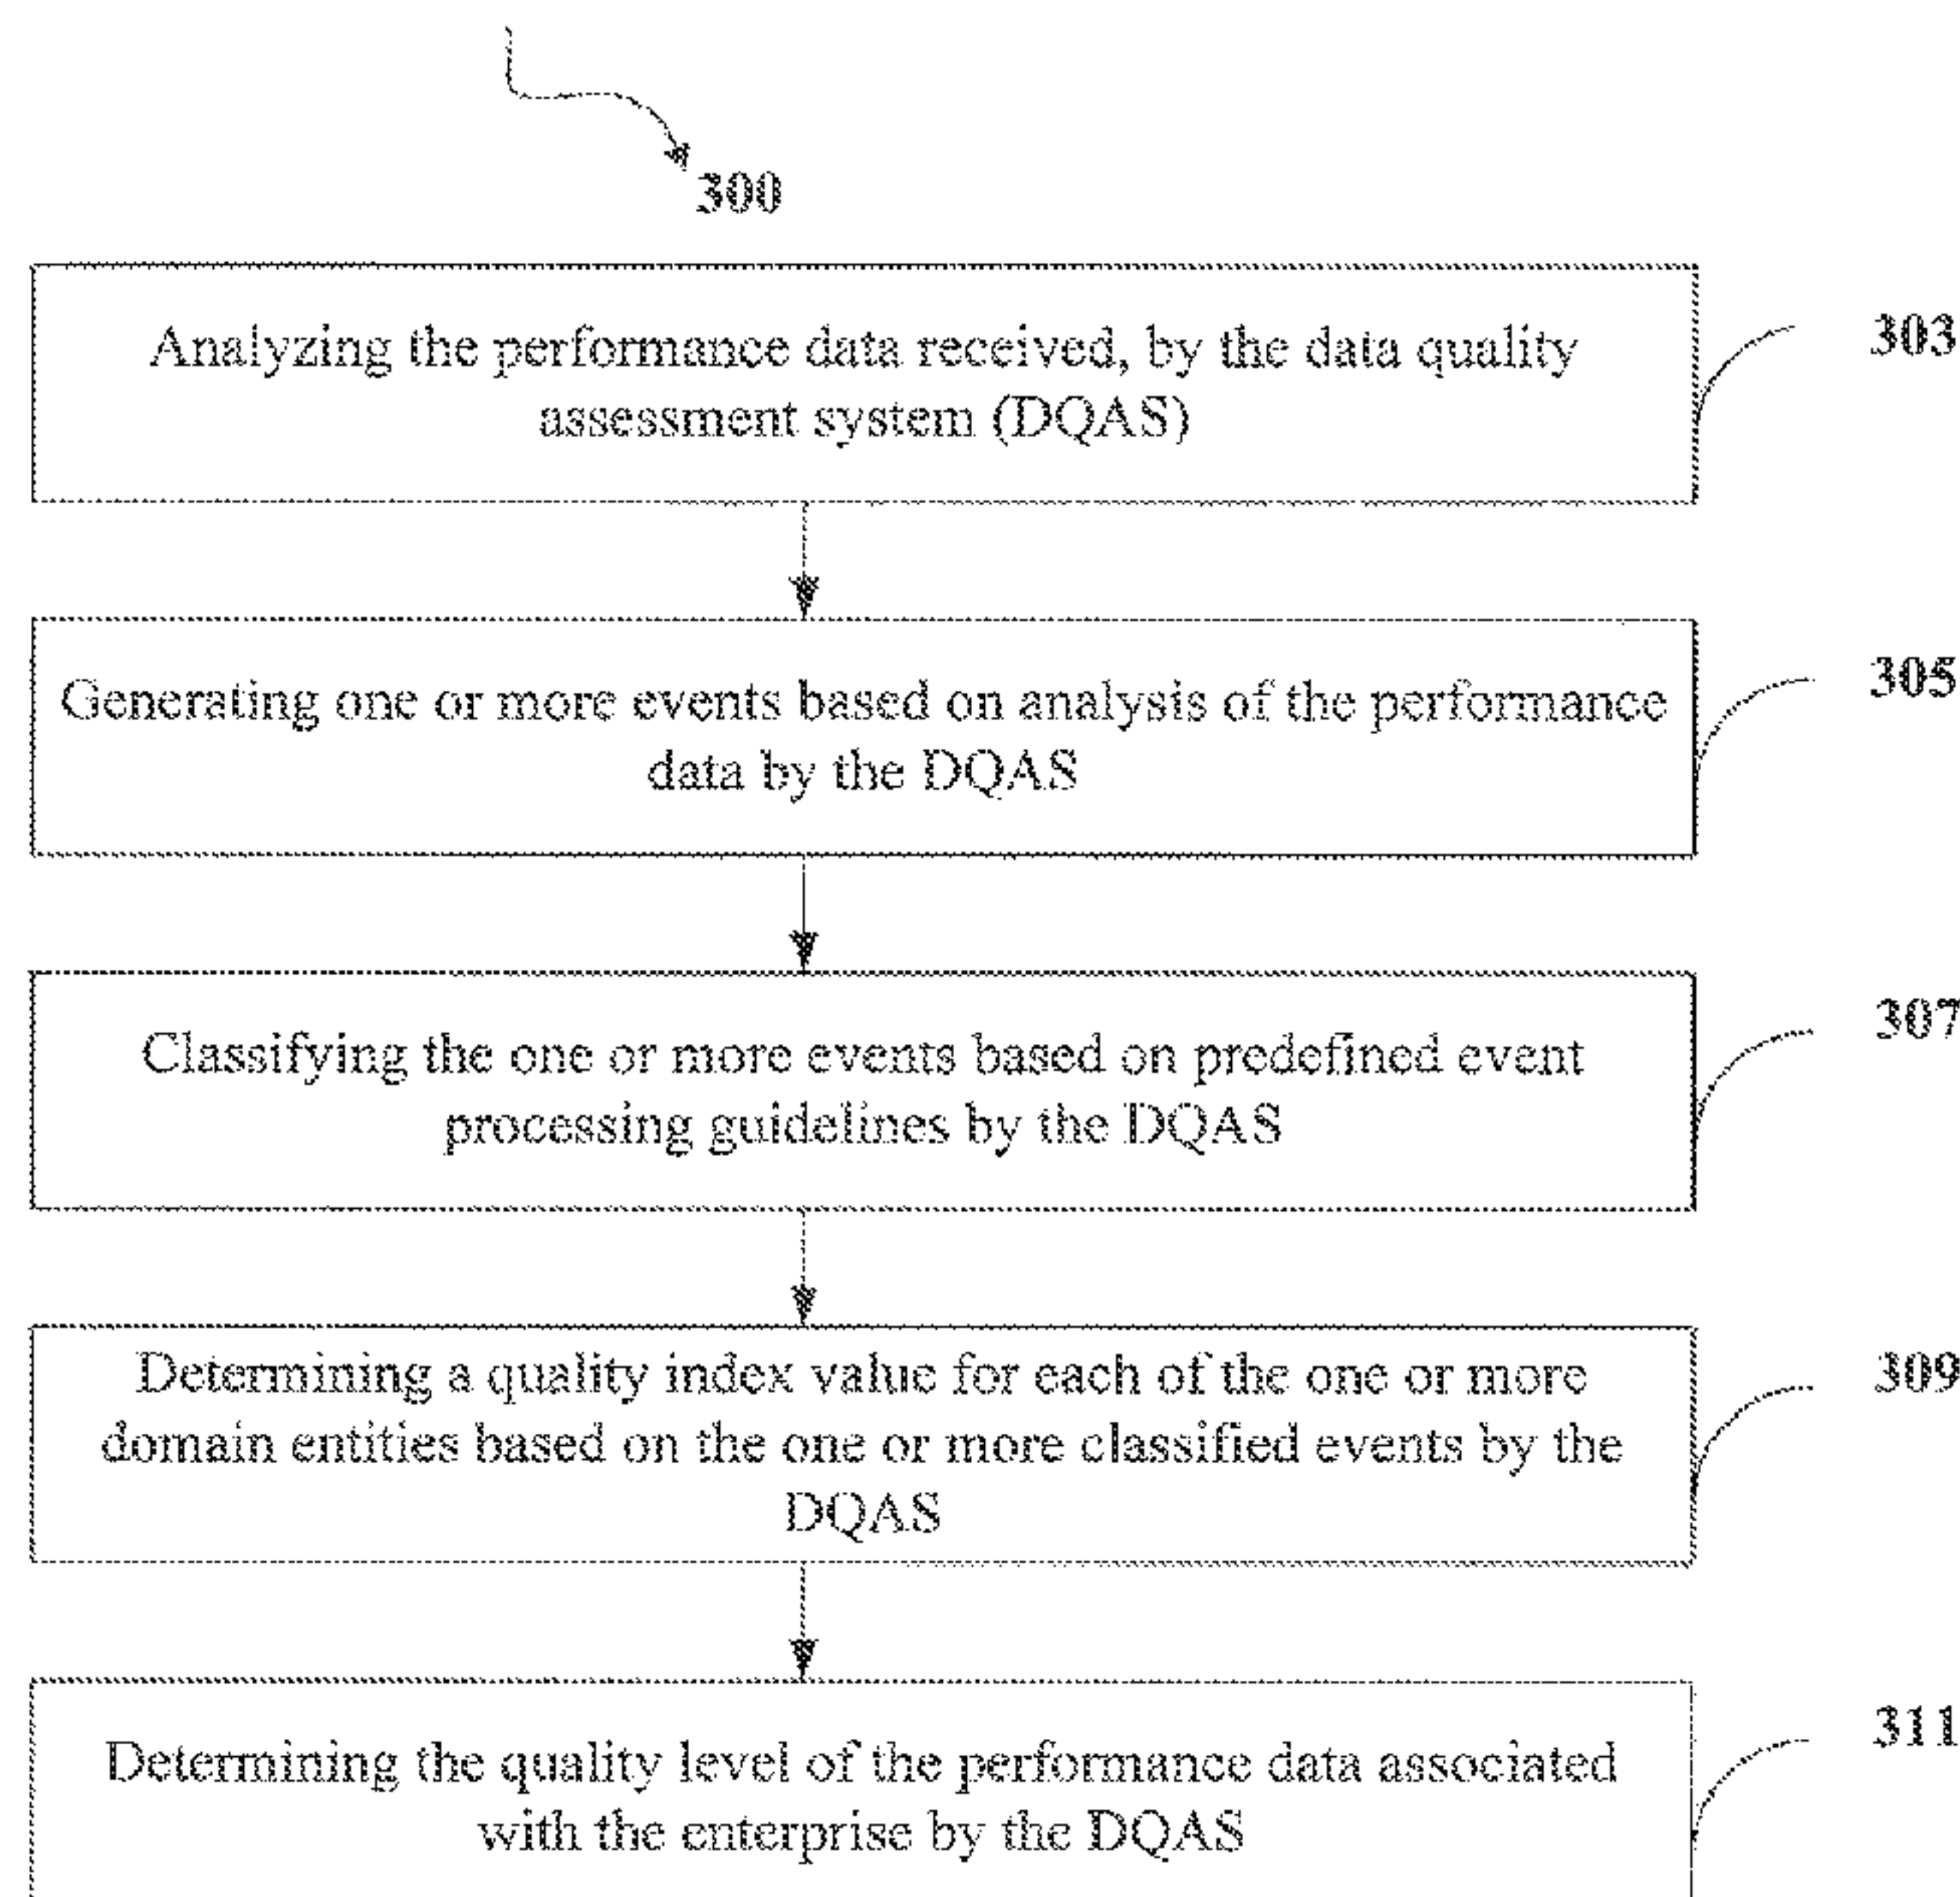 300
Analyzing the performance data received, by the data quality
assessment system (DQAS)
303
Generating one or more events based on analysis of the performance
data by the DQAS
305
Classifying the one or more events based on predefined event
processing guidelines by the DQAS
307
Determining a quality index value for each of the one or more
domain entities based on the one or more classified events by the
DQAS
309
Determining the quality level of the performance data associated
with the enterprise by the DQAS
311